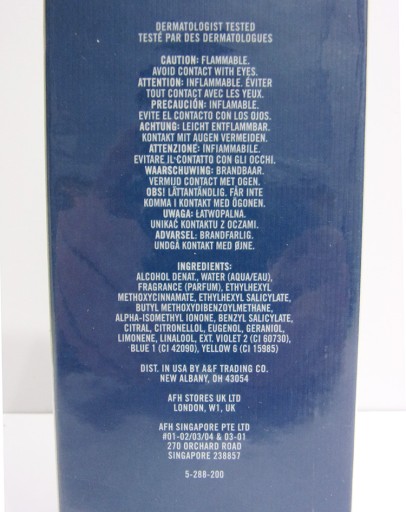 DERMATOLOGIST TESTED
TESTÉ PAR DES DERMATOLOGUES
CAUTION: FLAMMABLE.
AVOID CONTACT WITH EYES.
ATTENTION: INFLAMMABLE. ÉVITER
TOUT CONTACT AVEC LES YEUX.
PRECAUCIÓN: INFLAMABLE.
EVITE EL CONTACTO CON LOS OJOS.
ACHTUNG: LEICHT ENTFLAMMBAR.
KONTAKT MIT AUGEN VERMEIDEN.
ATTENZIONE: INFIAMMABILE.
EVITARE IL CONTATTO CON GLI OCCHI.
WAARSCHUWING: BRANDBAAR.
VERMIJD CONTACT MET OGEN.
OBS! LÄTTANTÄNDLIG. FÅR INTE
KOMMA I KONTAKT MED ÖGONEN.
UWAGA: ŁATWOPALNA.
UNIKAĆ KONTAKTU Z OCZAMI.
ADVARSEL: BRANDFARLIG.
UNDGÅ KONTAKT MED ØJNE.
INGREDIENTS:
ALCOHOL DENAT., WATER (AQUA/EAU),
FRAGRANCE (PARFUM), ETHYLHEXYL
METHOXYCINNAMATE, ETHYLHEXYL SALICYLATE,
BUTYL METHOXYDIBENZOYLMETHANE,
ALPHA-ISOMETHYL IONONE, BENZYL SALICYLATE,
CITRAL, CITRONELLOL, EUGENOL, GERANIOL,
LIMONENE, LINALOOL, EXT. VIOLET 2 (CI 60730),
BLUE 1 (CI 42090), YELLOW 6 (CI 15985)
DIST. IN USA BY A&F TRADING CO.
NEW ALBANY, OH 43054
AFH STORES UK LTD
LONDON, W1, UK
AFH SINGAPORE PTE LTD
#01-02/03/04 & 03-01
270 ORCHARD ROAD
SINGAPORE 238857
5-288-200